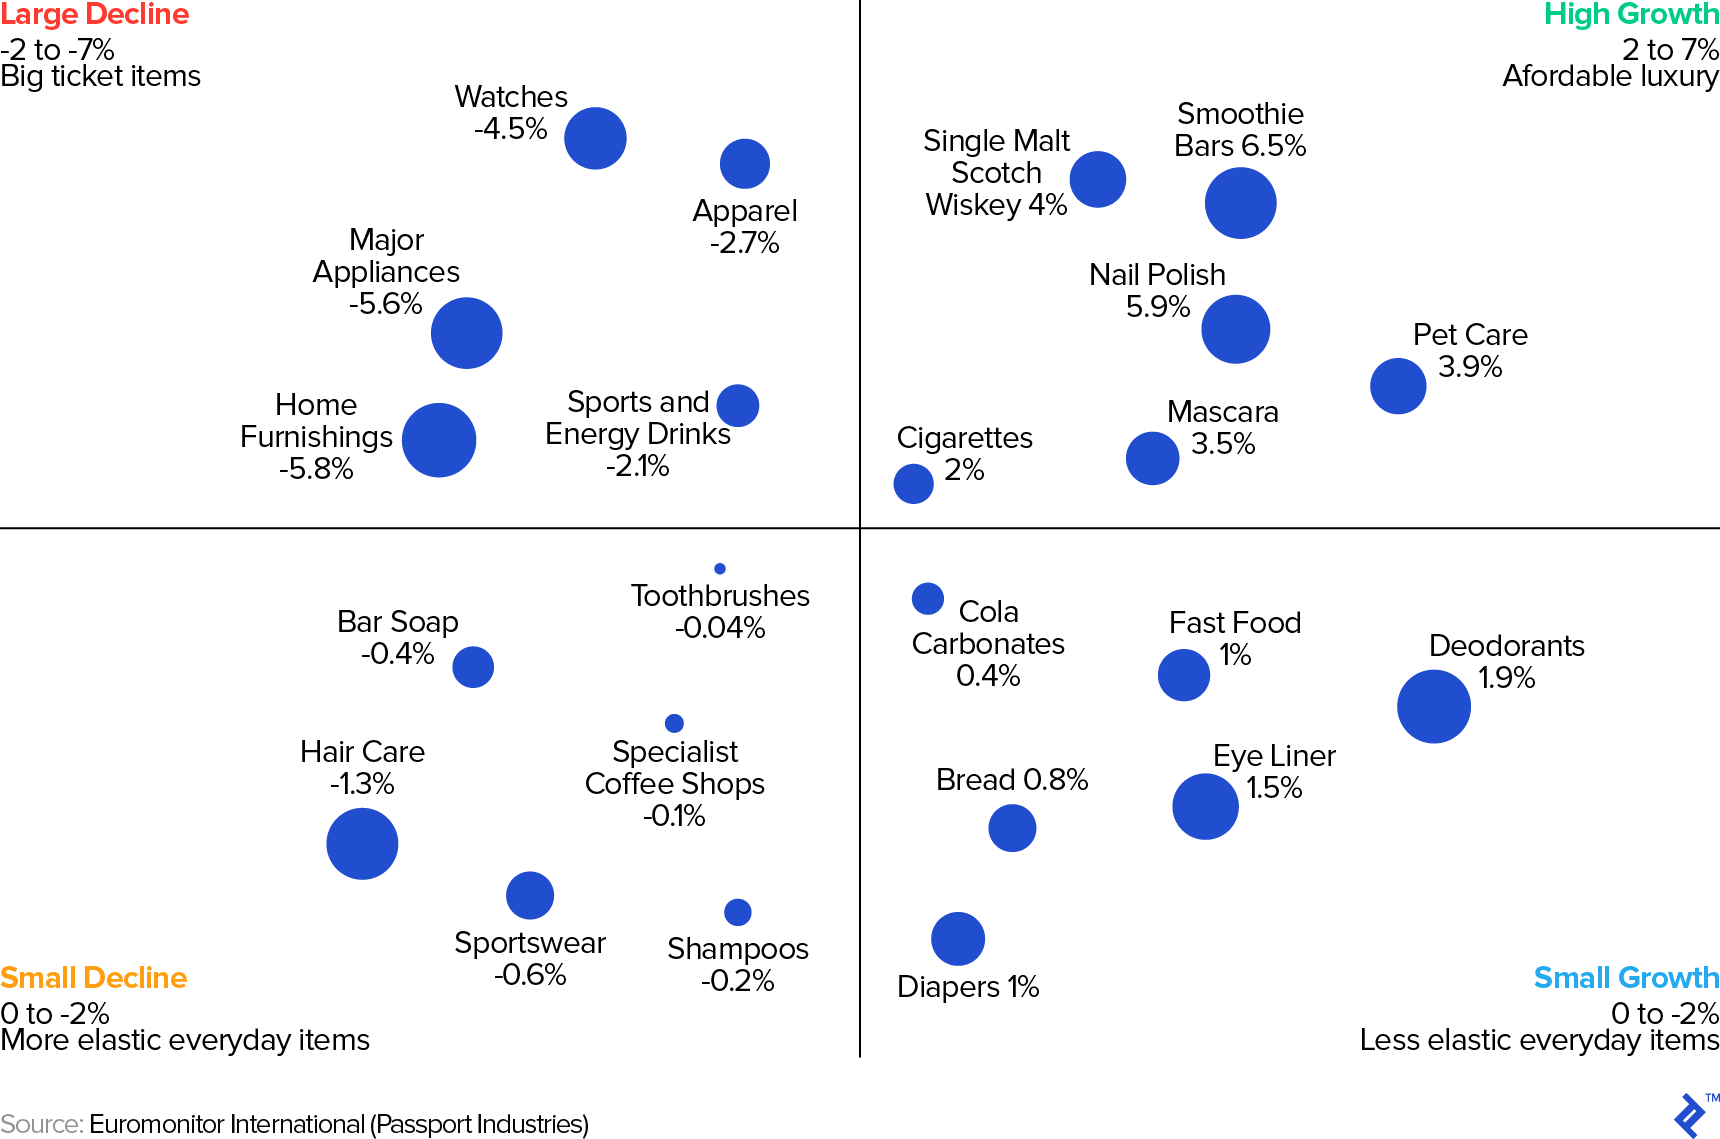 Large Decline
-2 to -7%
Big ticket items
High Growth
2 to 7%
Afordable luxury
Watches
-4.5%
Apparel
-2.7%
Major
Appliances
-5.6%
Home
Furnishings
-5.8%
Sports and
Energy Drinks
-2.1%
Single Malt
Scotch
Wiskey 4%
Smoothie
Bars 6.5%
Nail Polish
5.9%
Pet Care
3.9%
Mascara
3.5%
Cigarettes
2%
Toothbrushes
-0.04%
Bar Soap
-0.4%
Hair Care
-1.3%
Specialist
Coffee Shops
-0.1%
Sportswear
-0.6%
Shampoos
-0.2%
Small Decline
0 to -2%
More elastic everyday items
Cola
Carbonates
0.4%
Fast Food
1%
Deodorants
1.9%
Eye Liner
1.5%
Bread 0.8%
Diapers 1%
Small Growth
0 to -2%
Less elastic everyday items
Source: Euromonitor International (Passport Industries)
TM